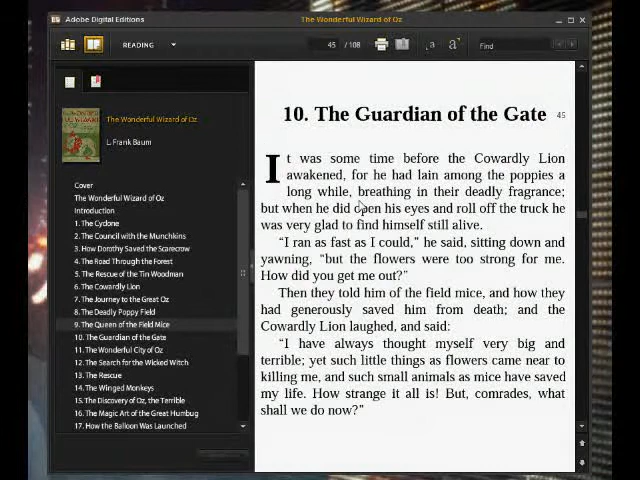 Adobe Digital Editions
The Wonderful Wizard of Oz
READING
45 / 108
a
a
Find
The Wonderful Wizard of Oz
L. Frank Baum
Cover
The Wonderful Wizard of Oz
Introduction
1. The Cyclone
2. The Council with the Munchkins
3. How Dorothy Saved the Scarecrow
4. The Road Through the Forest
5. The Rescue of the Tin Woodman
6. The Cowardly Lion
7. The Journey to the Great Oz
8. The Deadly Poppy Field
9. The Queen of the Field Mice
10. The Guardian of the Gate
11. The Wonderful City of Oz
12. The Search for the Wicked Witch
13. The Rescue
14. The Winged Monkeys
15. The Discovery of Oz, the Terrible
16. The Magic Art of the Great Humbug
17. How the Balloon Was Launched
10. The Guardian of the Gate 45
It was some time before the Cowardly Lion
awakened, for he had lain among the poppies a
long while, breathing in their deadly fragrance;
but when he did open his eyes and roll off the truck he
was very glad to find himself still alive.
“I ran as fast as I could,” he said, sitting down and
yawning, “but the flowers were too strong for me.
How did you get me out?”
Then they told him of the field mice, and how they
had generously saved him from death; and the
Cowardly Lion laughed, and said:
“I have always thought myself very big and
terrible; yet such little things as flowers came near to
killing me, and such small animals as mice have saved
my life. How strange it all is! But, comrades, what
shall we do now?”